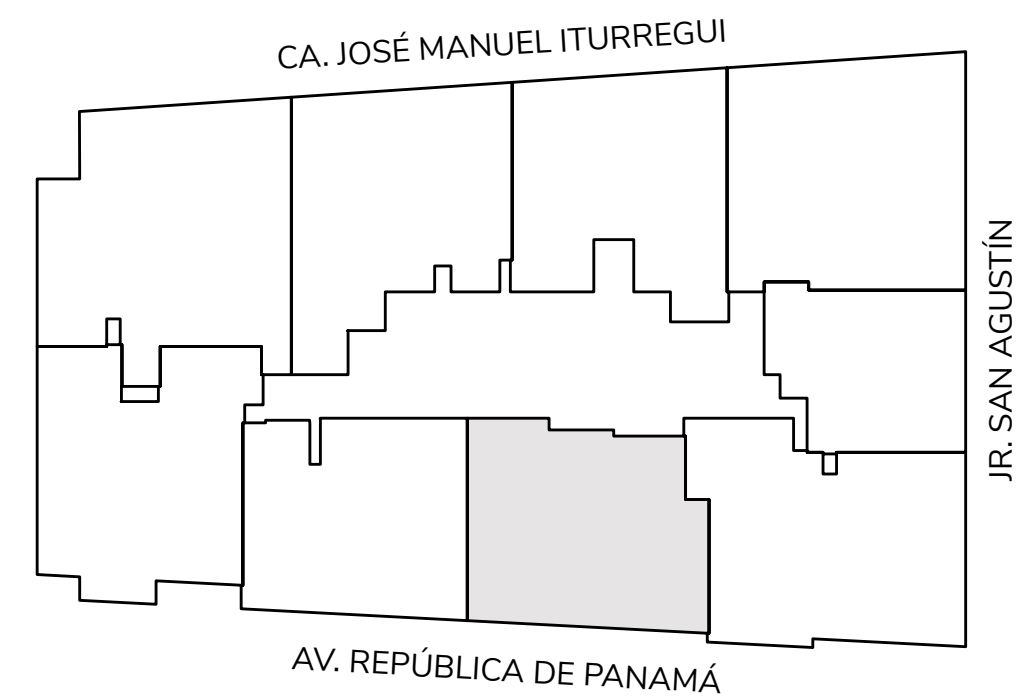 CA. JOSÉ MANUEL ITURREGUI
JR. SAN AGUSTÍN
AV. REPÚBLICA DE PANAMÁ